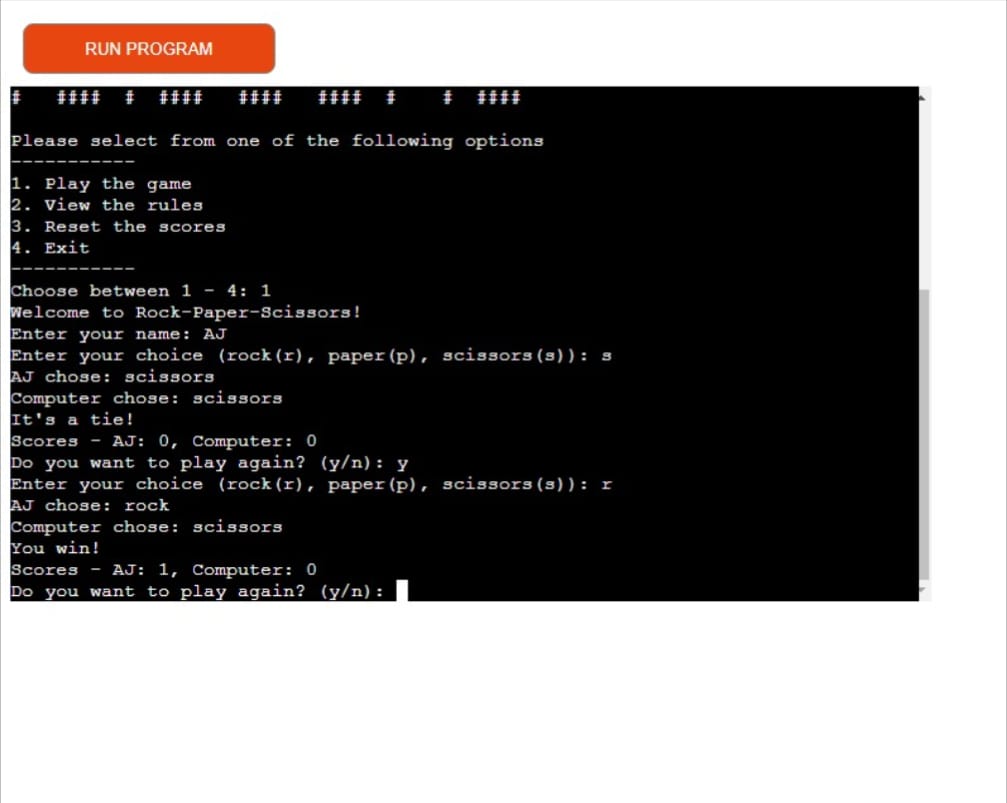 RUN PROGRAM
#   ####  #  ####   ####   ####  #    #  ####
Please select from one of the following options
-----------
1. Play the game
2. View the rules
3. Reset the scores
4. Exit
-----------
Choose between 1 - 4: 1
Welcome to Rock-Paper-Scissors!
Enter your name: AJ
Enter your choice (rock(r), paper(p), scissors(s)): s
AJ chose: scissors
Computer chose: scissors
It's a tie!
Scores - AJ: 0, Computer: 0
Do you want to play again? (y/n): y
Enter your choice (rock(r), paper(p), scissors(s)): r
AJ chose: rock
Computer chose: scissors
You win!
Scores - AJ: 1, Computer: 0
Do you want to play again? (y/n):